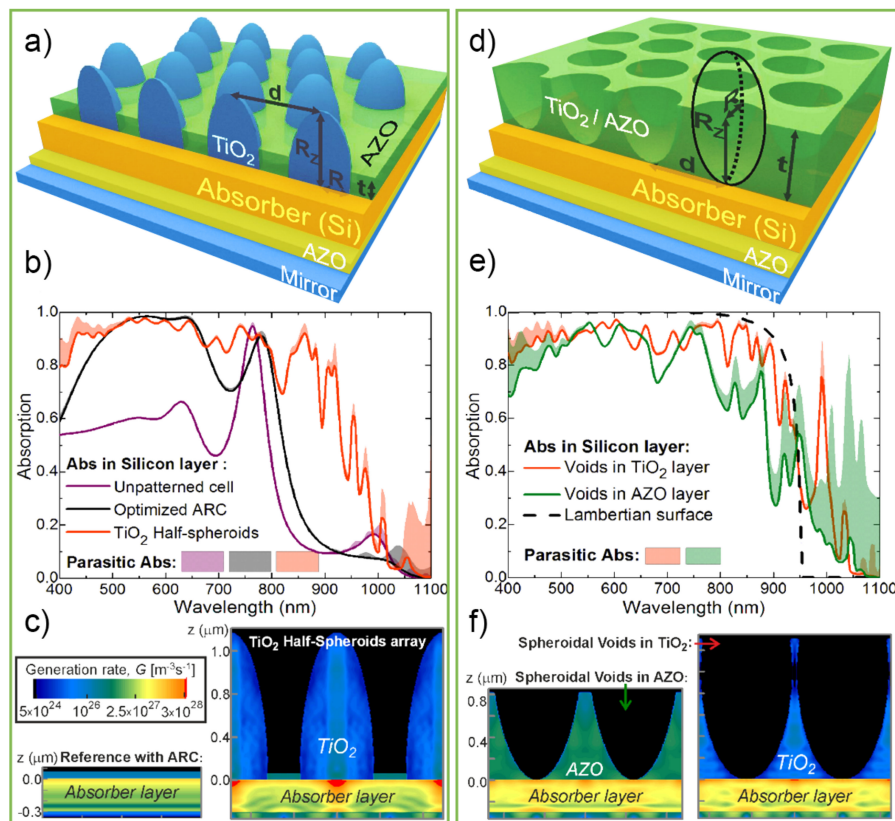 a)
d
TiO2
Rz
R
t
AZO
Absorber (Si)
AZO
Mirror
b)
Absorption
1.0
0.8
0.6
0.4
0.2
0.0
Abs in Silicon layer :
Unpatterned cell
Optimized ARC
TiO2 Half-spheroids
Parasitic Abs:
400 500 600 700 800 900 1000 1100
Wavelength (nm)
c)
Generation rate, G [m-3s-1]
5×10^24 10^26 2.5×10^27 3×10^28
z (μm) Reference with ARC:
0.0
-0.3
Absorber layer
z (μm)
1.0
0.8
0.4
0.0
TiO2 Half-Spheroids array
TiO2
Absorber layer
d)
TiO2 / AZO
R
Rz
d
t
Absorber (Si)
AZO
Mirror
e)
Absorption
1.0
0.8
0.6
0.4
0.2
0.0
Abs in Silicon layer:
Voids in TiO2 layer
Voids in AZO layer
Lambertian surface
Parasitic Abs:
400 500 600 700 800 900 1000 1100
Wavelength (nm)
f)
Spheroidal Voids in TiO2:
z (μm) Spheroidal Voids in AZO:
0.8
0.4
0.0
AZO
Absorber layer
TiO2
Absorber layer